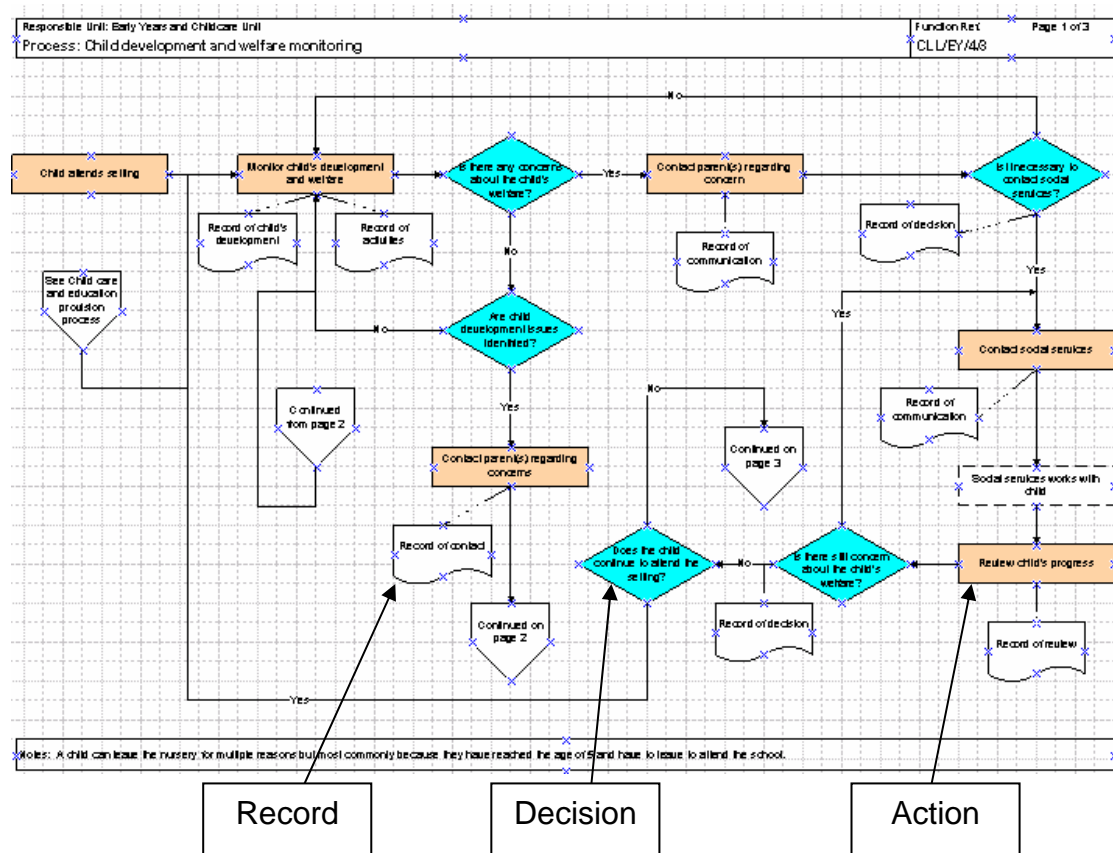 Responsible Unit: Early Years and Childcare Unit
Process: Child development and welfare monitoring
Function Ref:
Page 1 of 3
CLL/EY/4/3
No
Child attends setting
Monitor child's development
and welfare
Is there any concerns
about the child's
welfare?
Yes
Contact parent(s) regarding
concern
Is it necessary to
contact social
services?
Record of child's
development
Record of
activities
Record of
communication
Record of decision
See Child care
and education
provision
process
No
Yes
Are child
development issues
identified?
No
Yes
Contact social services
Continued
from page 2
Yes
No
Continued on
page 3
Record of
communication
Contact parent(s) regarding
concerns
Social services works with
child
Record of contact
Does the child
continue to attend the
setting?
No
Is there still concern
about the child's
welfare?
Review child's progress
Continued on
page 2
Record of decision
Record of review
Yes
Notes: A child can leave the nursery for multiple reasons but most commonly because they have reached the age of 5 and have to leave to attend the school.
Record
Decision
Action